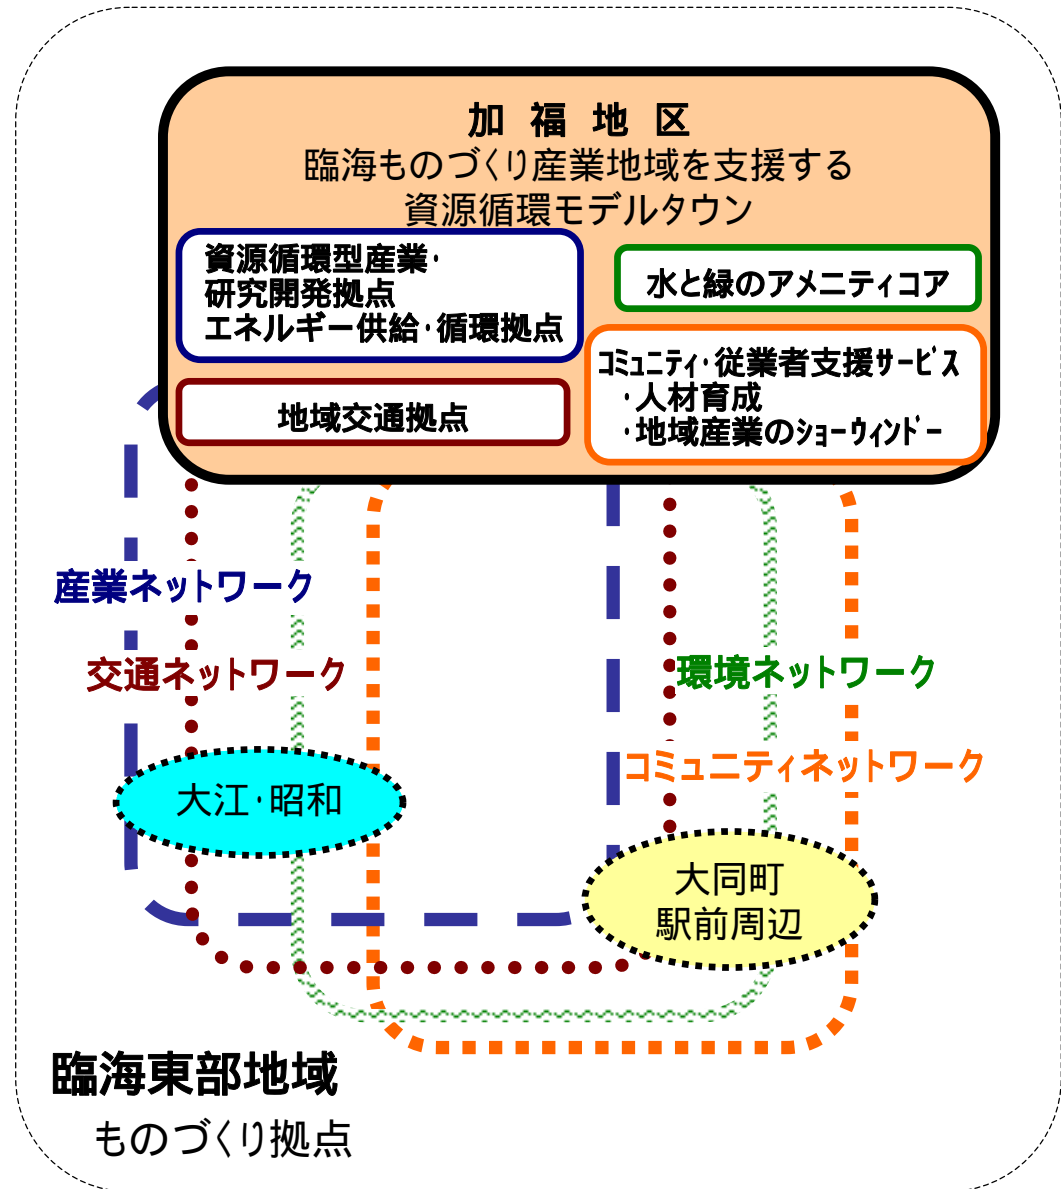 加福地区
臨海ものづくり産業地域を支援する
資源循環モデルタウン
資源循環型産業・
研究開発拠点
エネルギー供給・循環拠点
水と緑のアメニティコア
地域交通拠点
コミュニティ・従業者支援サービス
・人材育成
・地域産業のショーウィンドー
産業ネットワーク
交通ネットワーク
環境ネットワーク
コミュニティネットワーク
大江・昭和
大同町
駅前周辺
臨海東部地域
ものづくり拠点